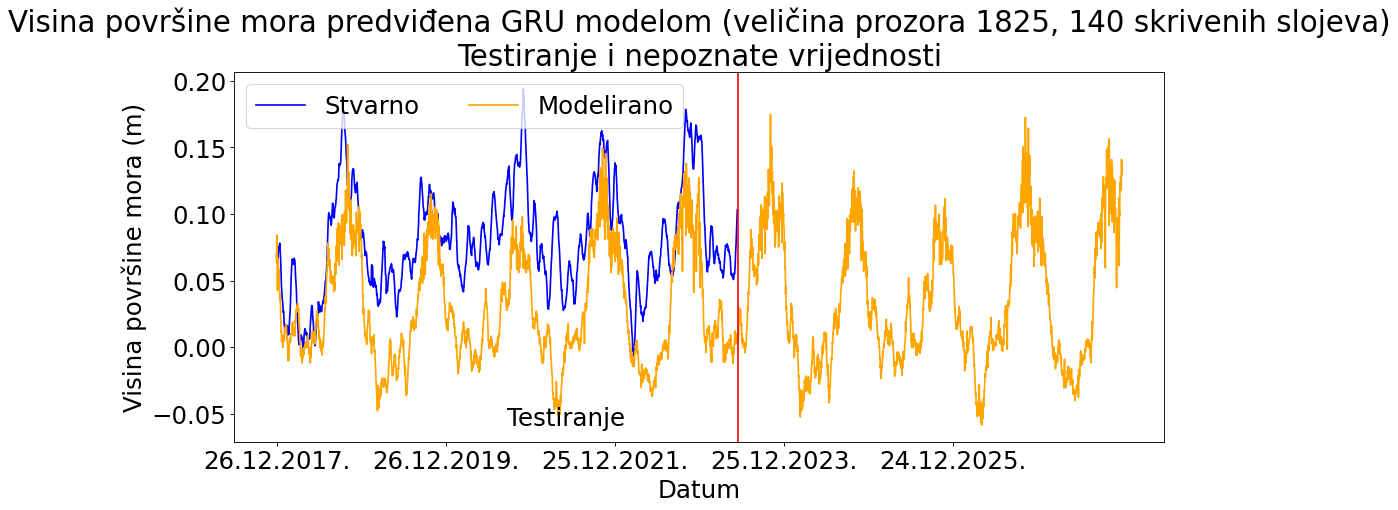 Visina površine mora predviđena GRU modelom (veličina prozora 1825, 140 skrivenih slojeva)
Testiranje i nepoznate vrijednosti
Stvarno Modelirano
Visina površine mora (m)
0.20
0.15
0.10
0.05
0.00
−0.05
Testiranje
26.12.2017. 26.12.2019. 25.12.2021. 25.12.2023. 24.12.2025.
Datum